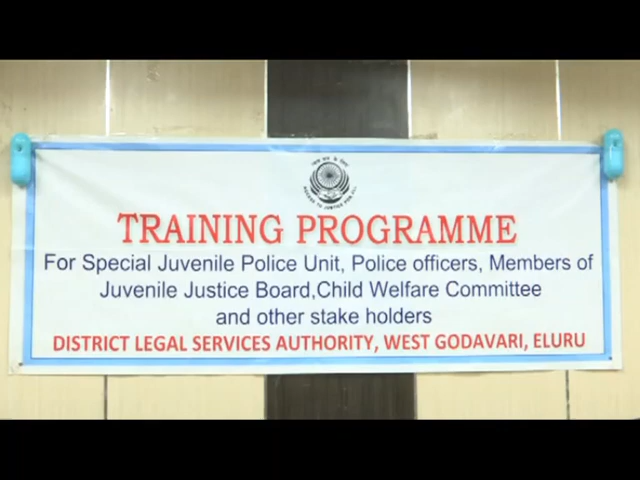 TRAINING PROGRAMME
For Special Juvenile Police Unit, Police officers, Members of
Juvenile Justice Board,Child Welfare Committee
and other stake holders
DISTRICT LEGAL SERVICES AUTHORITY, WEST GODAVARI, ELURU